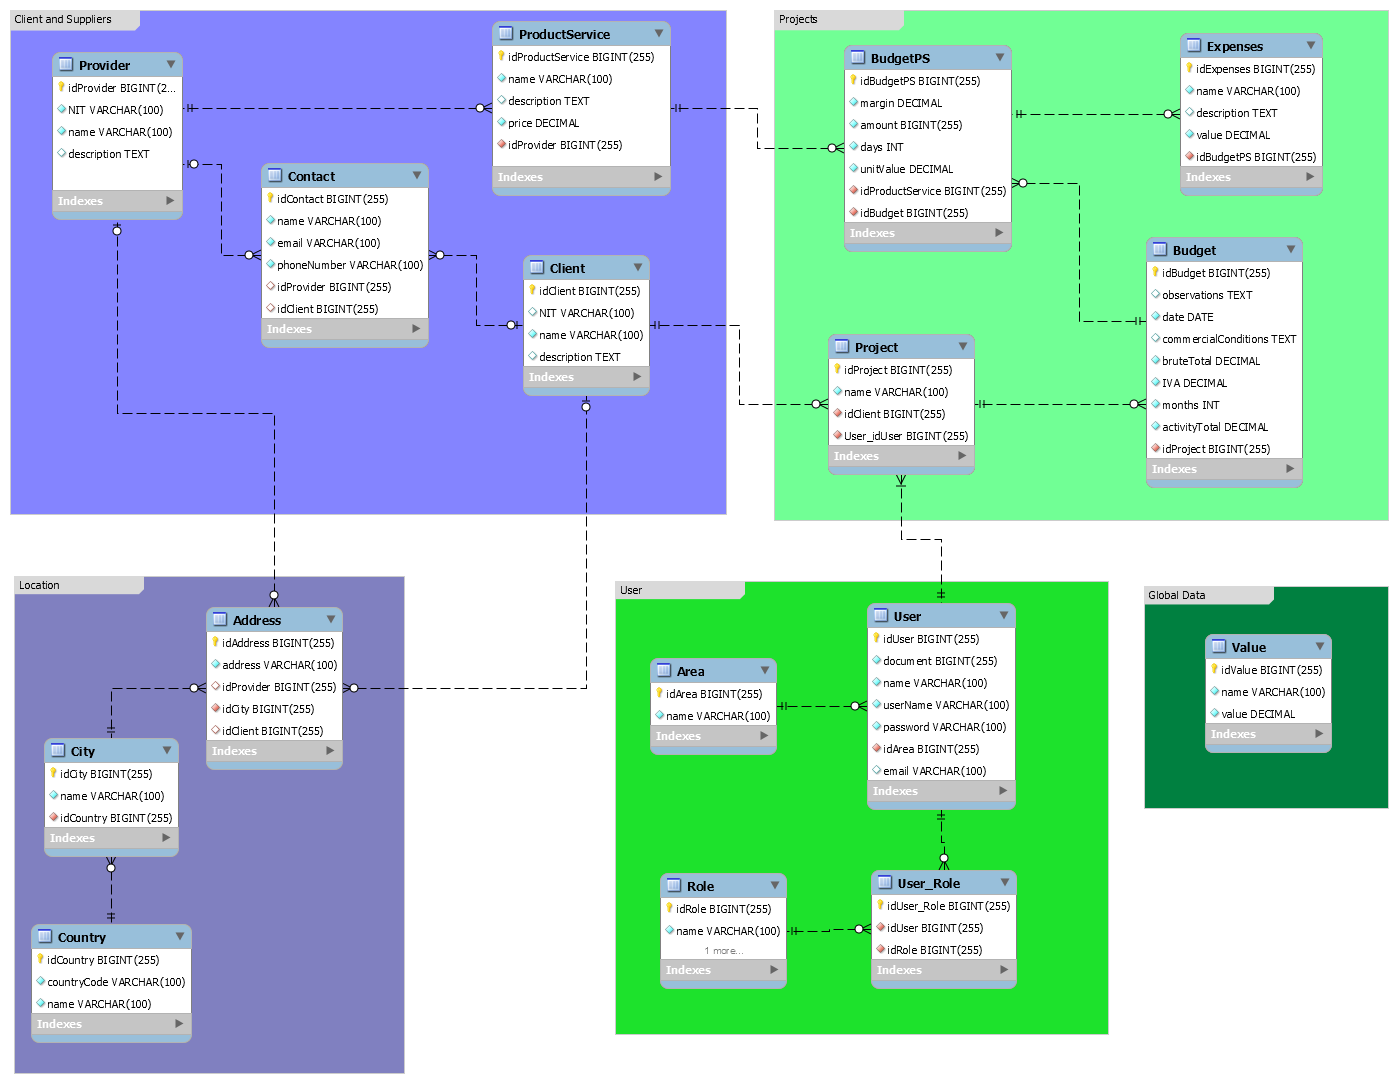 Client and Suppliers
Provider
idProvider BIGINT(2...
NIT VARCHAR(100)
name VARCHAR(100)
description TEXT
Indexes
ProductService
idProductService BIGINT(255)
name VARCHAR(100)
description TEXT
price DECIMAL
idProvider BIGINT(255)
Indexes
Contact
idContact BIGINT(255)
name VARCHAR(100)
email VARCHAR(100)
phoneNumber VARCHAR(100)
idProvider BIGINT(255)
idClient BIGINT(255)
Indexes
Client
idClient BIGINT(255)
NIT VARCHAR(100)
name VARCHAR(100)
description TEXT
Indexes
Projects
BudgetPS
idBudgetPS BIGINT(255)
margin DECIMAL
amount BIGINT(255)
days INT
unitValue DECIMAL
idProductService BIGINT(255)
idBudget BIGINT(255)
Indexes
Expenses
idExpenses BIGINT(255)
name VARCHAR(100)
description TEXT
value DECIMAL
idBudgetPS BIGINT(255)
Indexes
Budget
idBudget BIGINT(255)
observations TEXT
date DATE
commercialConditions TEXT
bruteTotal DECIMAL
IVA DECIMAL
months INT
activityTotal DECIMAL
idProject BIGINT(255)
Indexes
Project
idProject BIGINT(255)
name VARCHAR(100)
idClient BIGINT(255)
User_idUser BIGINT(255)
Indexes
Location
Address
idAddress BIGINT(255)
address VARCHAR(100)
idProvider BIGINT(255)
idCity BIGINT(255)
idClient BIGINT(255)
Indexes
City
idCity BIGINT(255)
name VARCHAR(100)
idCountry BIGINT(255)
Indexes
Country
idCountry BIGINT(255)
countryCode VARCHAR(100)
name VARCHAR(100)
Indexes
User
User
idUser BIGINT(255)
document BIGINT(255)
name VARCHAR(100)
userName VARCHAR(100)
password VARCHAR(100)
idArea BIGINT(255)
email VARCHAR(100)
Indexes
Area
idArea BIGINT(255)
name VARCHAR(100)
Indexes
Role
idRole BIGINT(255)
name VARCHAR(100)
1 more...
Indexes
User_Role
idUser_Role BIGINT(255)
idUser BIGINT(255)
idRole BIGINT(255)
Indexes
Global Data
Value
idValue BIGINT(255)
name VARCHAR(100)
value DECIMAL
Indexes